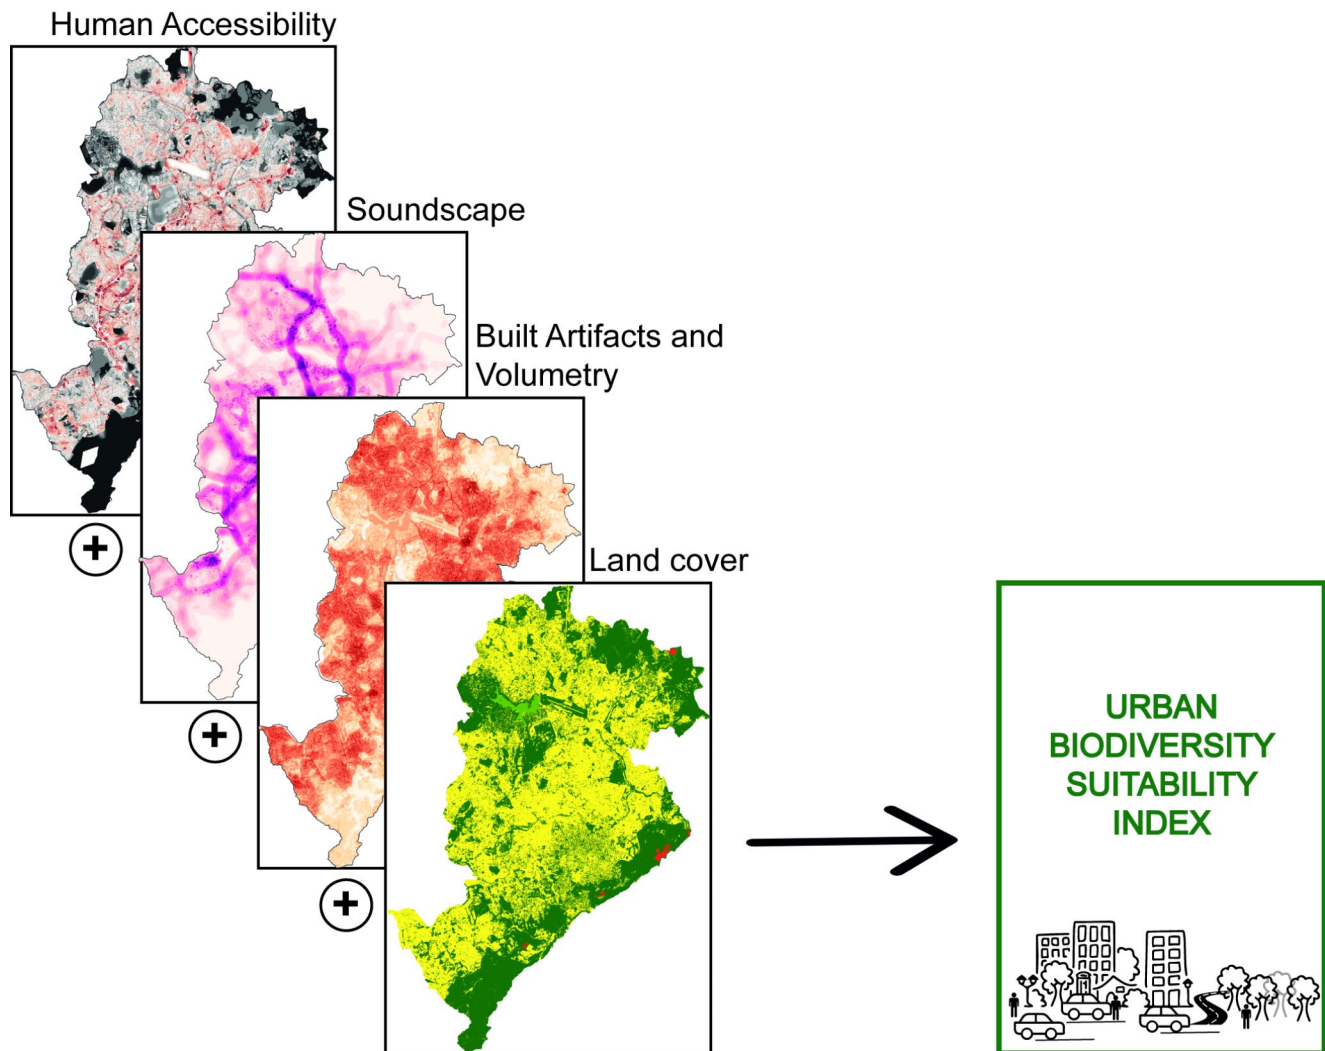 Human Accessibility
Soundscape
Built Artifacts and
Volumetry
Land cover
+
+
+
URBAN
BIODIVERSITY
SUITABILITY
INDEX